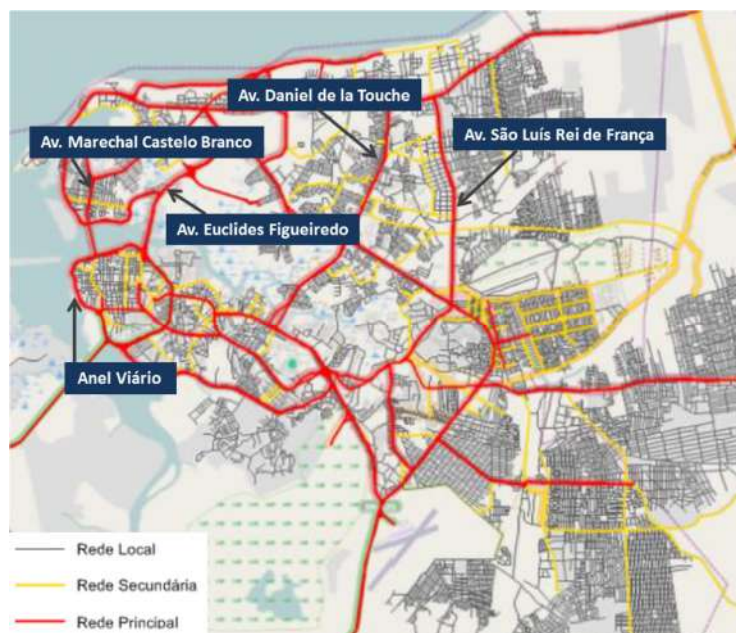 Av. Daniel de la Touche
Av. Marechal Castelo Branco
Av. São Luís Rei de França
Av. Euclides Figueiredo
Anel Viário
Rede Local
Rede Secundária
Rede Principal